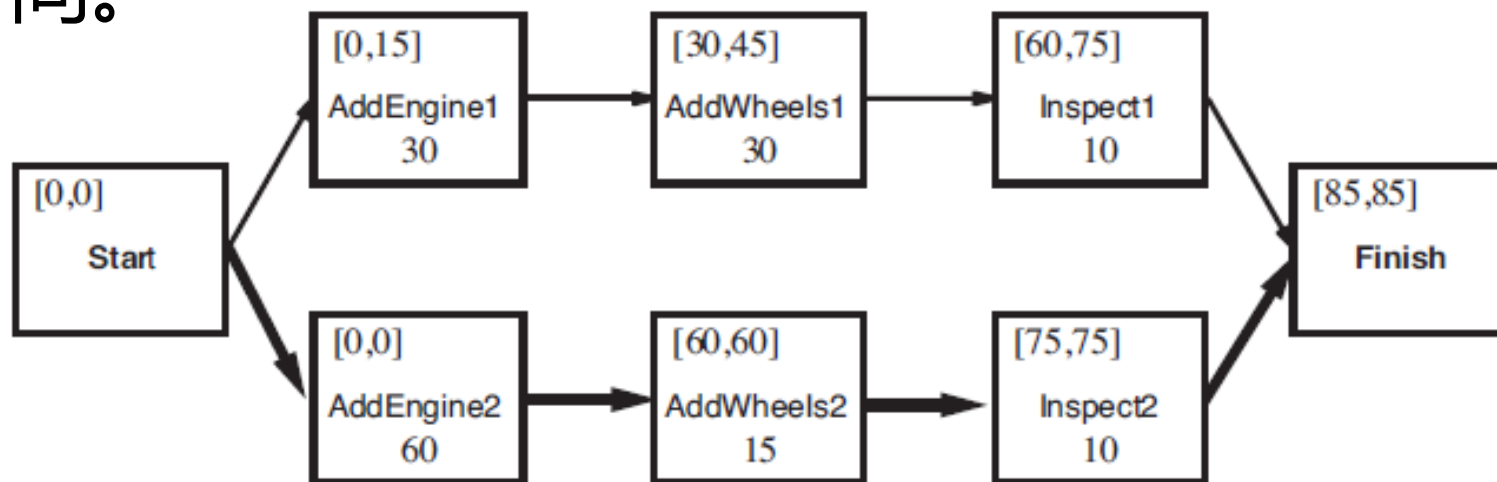 间。
[0,15]
AddEngine1
30
[30,45]
AddWheels1
30
[60,75]
Inspect1
10
[0,0]
Start
[85,85]
Finish
[0,0]
AddEngine2
60
[60,60]
AddWheels2
15
[75,75]
Inspect2
10